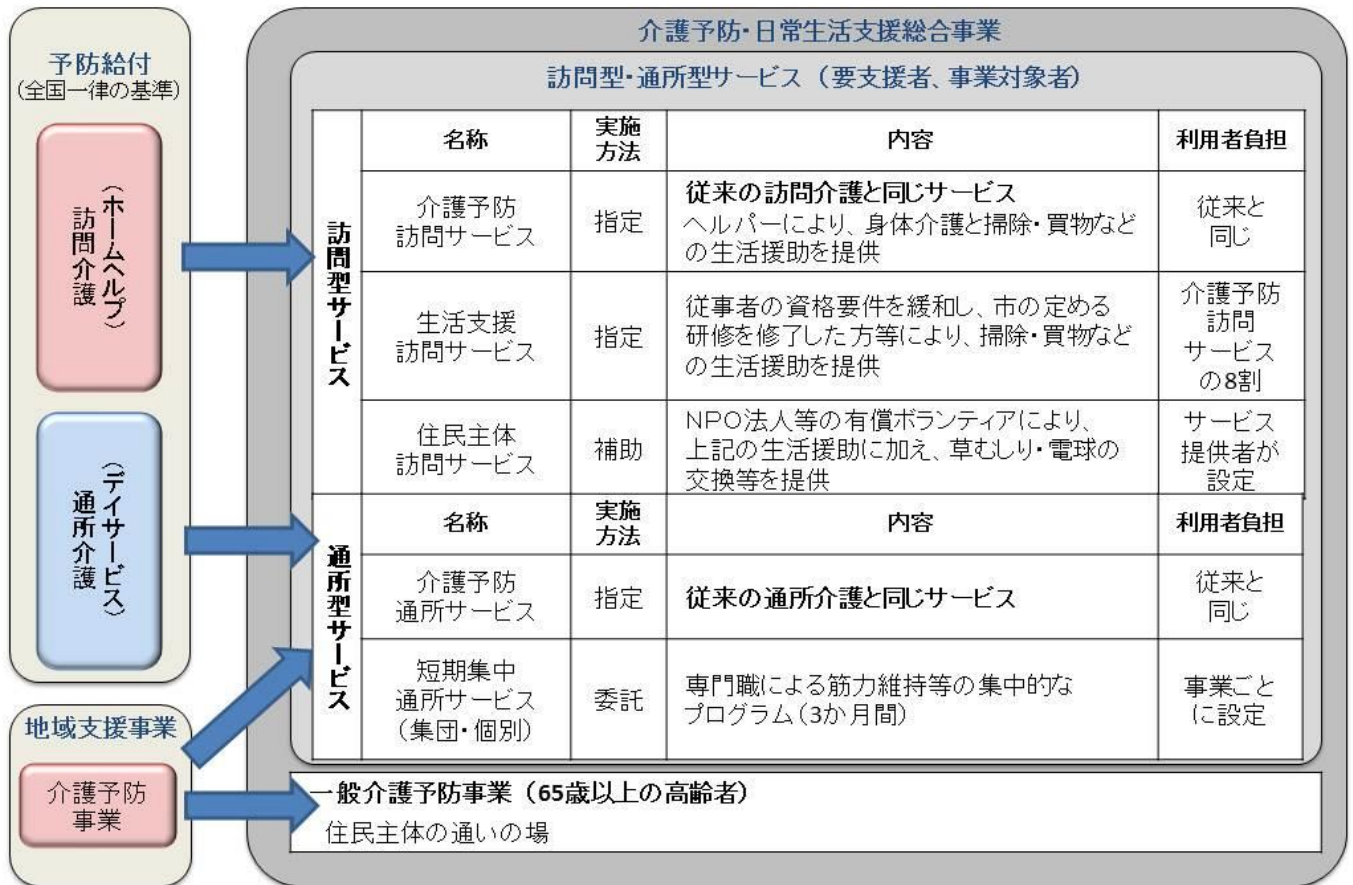 予防給付
(全国一律の基準)
訪問介護
(ホームヘルプ)
通所介護
(デイサービス)
地域支援事業
介護予防
事業
介護予防・日常生活支援総合事業
訪問型・通所型サービス（要支援者、事業対象者）
訪問型サービス
名称
実施
方法
内容
利用者負担
介護予防
訪問サービス
指定
従来の訪問介護と同じサービス
ヘルパーにより、身体介護と掃除・買物など
の生活援助を提供
従来と
同じ
生活支援
訪問サービス
指定
従事者の資格要件を緩和し、市の定める
研修を修了した方等により、掃除・買物など
の生活援助を提供
介護予防
訪問
サービス
の8割
住民主体
訪問サービス
補助
NPO法人等の有償ボランティアにより、
上記の生活援助に加え、草むしり・電球の
交換等を提供
サービス
提供者が
設定
通所型サービス
名称
実施
方法
内容
利用者負担
介護予防
通所サービス
指定
従来の通所介護と同じサービス
従来と
同じ
短期集中
通所サービス
(集団・個別)
委託
専門職による筋力維持等の集中的な
プログラム(3か月間)
事業ごと
に設定
一般介護予防事業（65歳以上の高齢者）
住民主体の通いの場